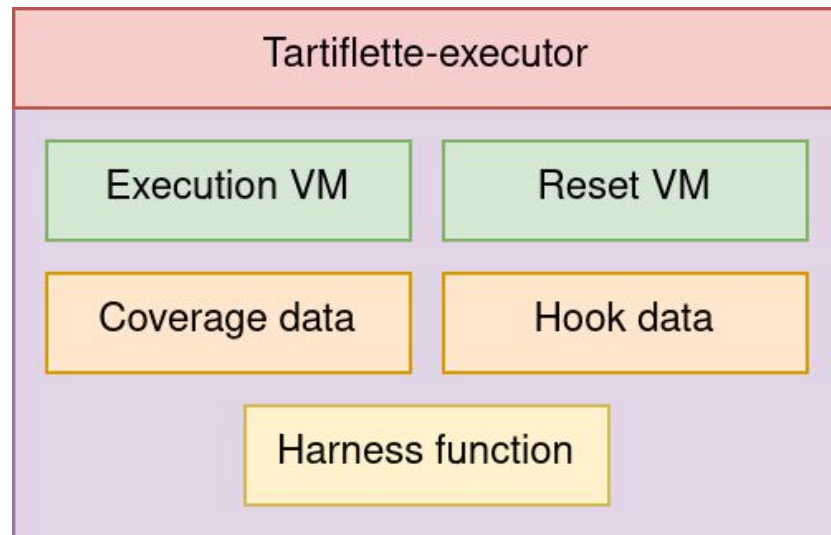 Tartiflette-executor
Execution VM
Reset VM
Coverage data
Hook data
Harness function